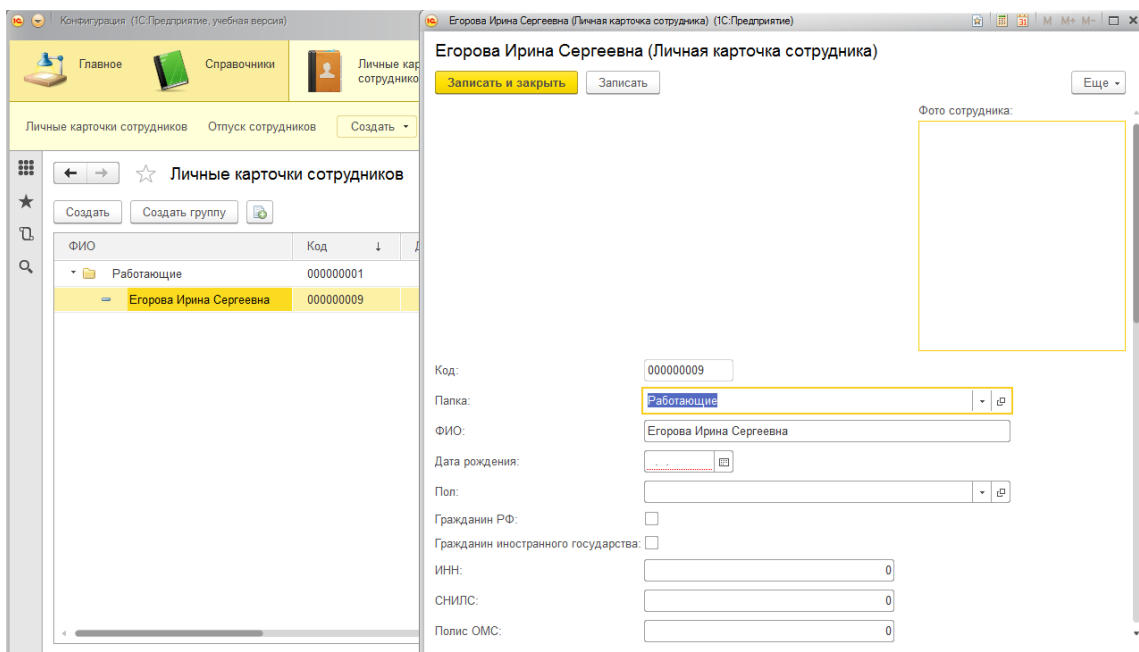 Конфигурация (1С:Предприятие, учебная версия)
Главное
Справочники
Личные
сотруднико
Личные карточки сотрудников
Отпуск сотрудников
Создать
Личные карточки сотрудников
Создать
Создать группу
ФИО
Код ↓
Работающие
000000001
Егорова Ирина Сергеевна
000000009
Егорова Ирина Сергеевна (Личная карточка сотрудника) (1С:Предприятие)
31
M M+ M-
Егорова Ирина Сергеевна (Личная карточка сотрудника)
Записать и закрыть
Записать
Еще
Фото сотрудника:
Код:
000000009
Папка:
Работающие
ФИО:
Егорова Ирина Сергеевна
Дата рождения:
. .
Пол:
Гражданин РФ:
Гражданин иностранного государства:
ИНН:
0
СНИЛС:
0
Полис ОМС:
0